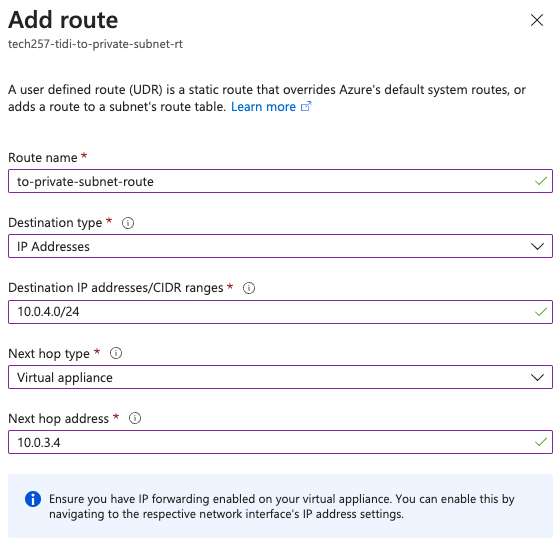 Add route
tech257-tidi-to-private-subnet-rt
A user defined route (UDR) is a static route that overrides Azure's default system routes, or
adds a route to a subnet's route table. Learn more
Route name *
to-private-subnet-route
Destination type *
IP Addresses
Destination IP addresses/CIDR ranges *
10.0.4.0/24
Next hop type *
Virtual appliance
Next hop address *
10.0.3.4
Ensure you have IP forwarding enabled on your virtual appliance. You can enable this by
navigating to the respective network interface's IP address settings.